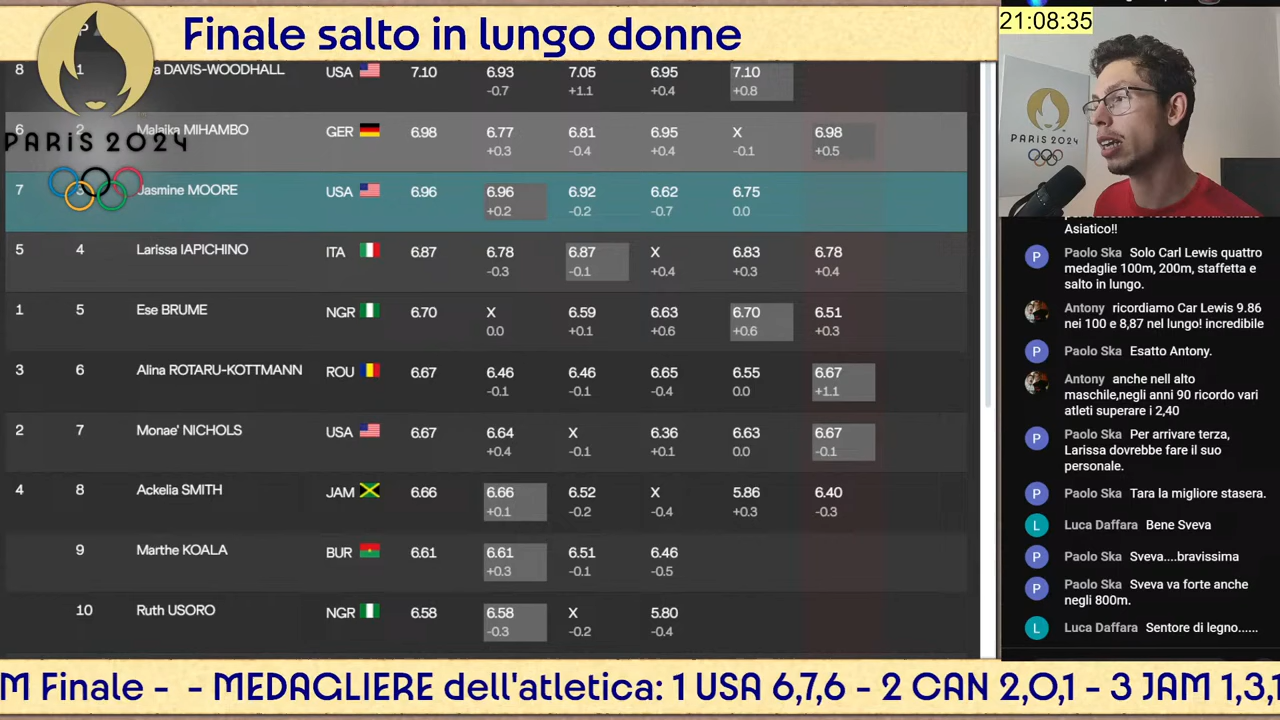 Finale salto in lungo donne
21:08:35
PARIS 2024
PARIS 2024
8 1 DAVIS-WOODHALL USA 7.10 6.93 7.05 6.95 7.10
-0.7 +1.1 +0.4 +0.8
6 2 Malaika MIHAMBO GER 6.98 6.77 6.81 6.95 X 6.98
+0.3 -0.4 +0.4 -0.1 +0.5
7 3 Jasmine MOORE USA 6.96 6.96 6.92 6.62 6.75
+0.2 -0.2 -0.7 0.0
5 4 Larissa IAPICHINO ITA 6.87 6.78 6.87 X 6.83 6.78
-0.3 -0.1 +0.4 +0.3 +0.4
1 5 Ese BRUME NGR 6.70 X 6.59 6.63 6.70 6.51
0.0 +0.1 +0.6 +0.6 +0.3
3 6 Alina ROTARU-KOTTMANN ROU 6.67 6.46 6.46 6.65 6.55 6.67
-0.1 -0.1 -0.4 0.0 +1.1
2 7 Monae' NICHOLS USA 6.67 6.64 X 6.36 6.63 6.67
+0.4 -0.1 +0.1 0.0 -0.1
4 8 Ackelia SMITH JAM 6.66 6.66 6.52 X 5.86 6.40
+0.1 -0.2 -0.4 +0.3 -0.3
9 Marthe KOALA BUR 6.61 6.61 6.51 6.46
+0.3 -0.1 -0.5
10 Ruth USORO NGR 6.58 6.58 X 5.80
-0.3 -0.2 -0.4
Asiatico!!
P Paolo Ska Solo Carl Lewis quattro
medaglie 100m, 200m, staffetta e
salto in lungo.
Antony ricordiamo Car Lewis 9.86
nei 100 e 8,87 nel lungo! incredibile
P Paolo Ska Esatto Antony.
Antony anche nell alto
maschile,negli anni 90 ricordo vari
atleti superare i 2,40
P Paolo Ska Per arrivare terza,
Larissa dovrebbe fare il suo
personale.
P Paolo Ska Tara la migliore stasera.
L Luca Daffara Bene Sveva
P Paolo Ska Sveva....bravissima
P Paolo Ska Sveva va forte anche
negli 800m.
L Luca Daffara Sentore di legno......
M Finale - - MEDAGLIERE dell'atletica: 1 USA 6,7,6 - 2 CAN 2,0,1 - 3 JAM 1,3,1